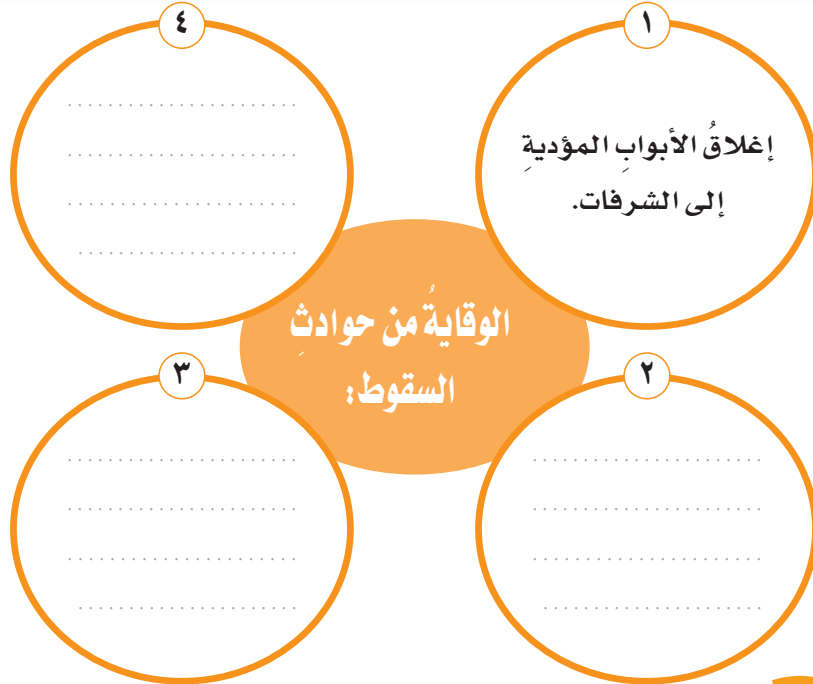 ١
إغلاقُ الأبوابِ المؤديةِ
إلى الشرفات.
٤
الوقايةُ من حوادثِ
السقوط:
٢
٣